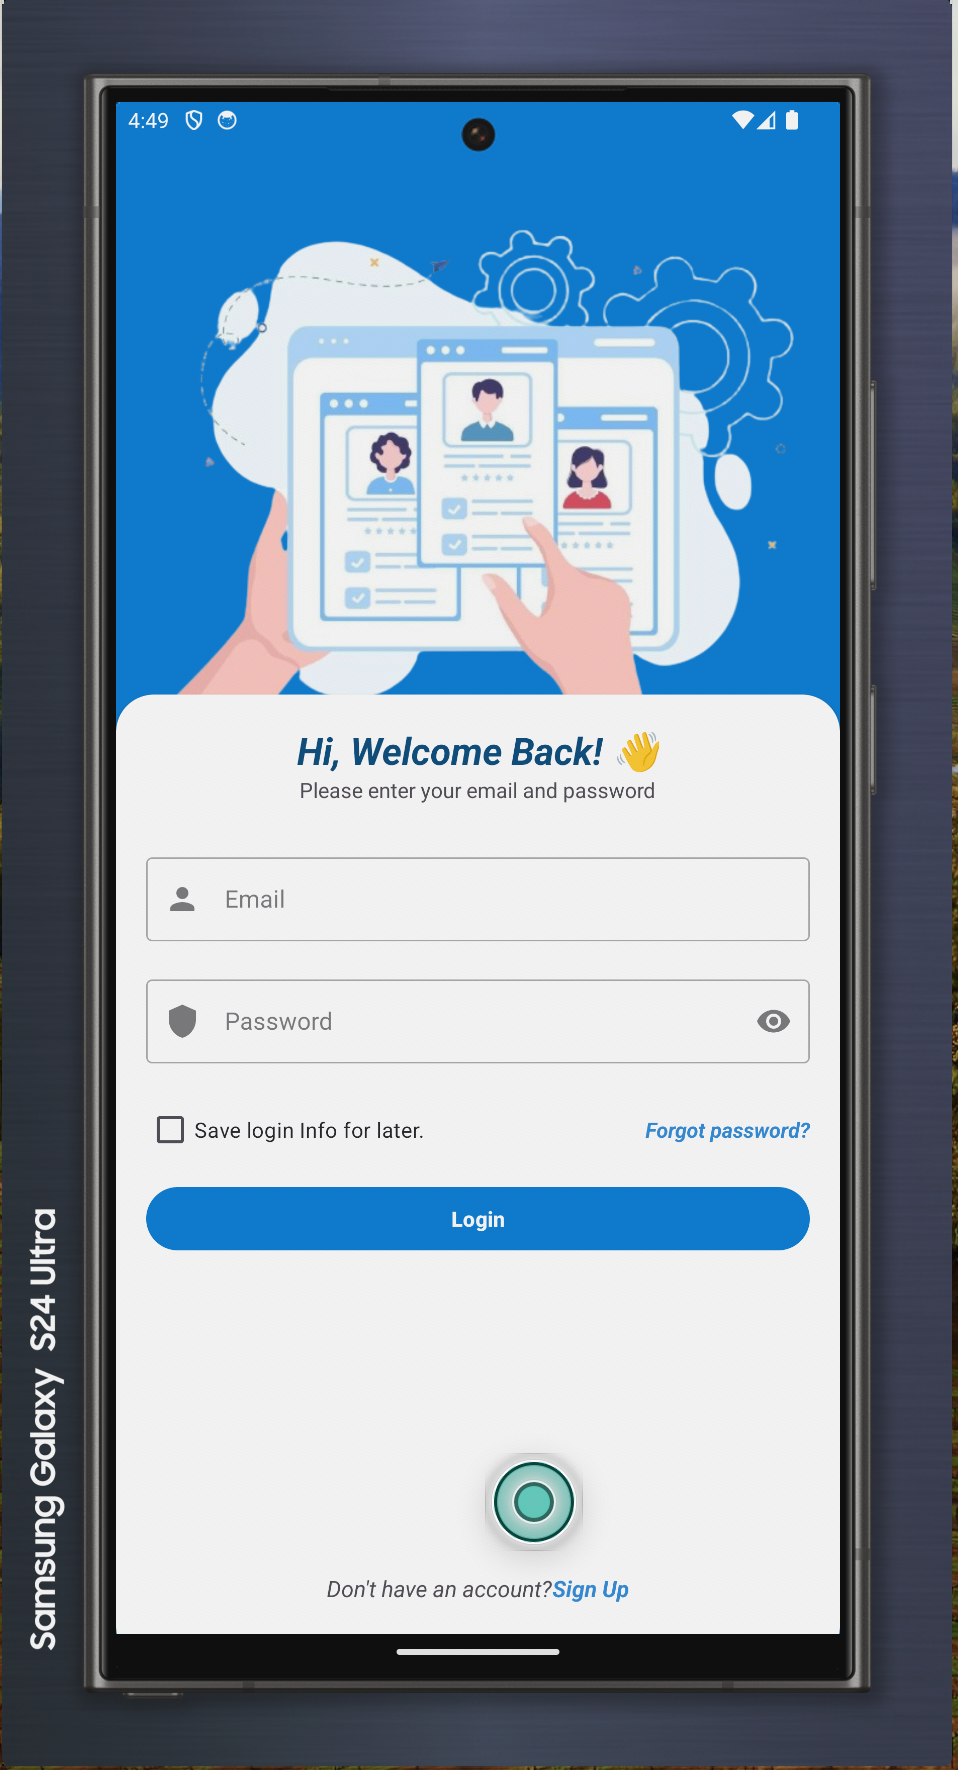 4:49
Hi, Welcome Back! 👋
Please enter your email and password
Email
Password
Save login Info for later.
Forgot password?
Login
Don't have an account?Sign Up
Samsung Galaxy S24 Ultra